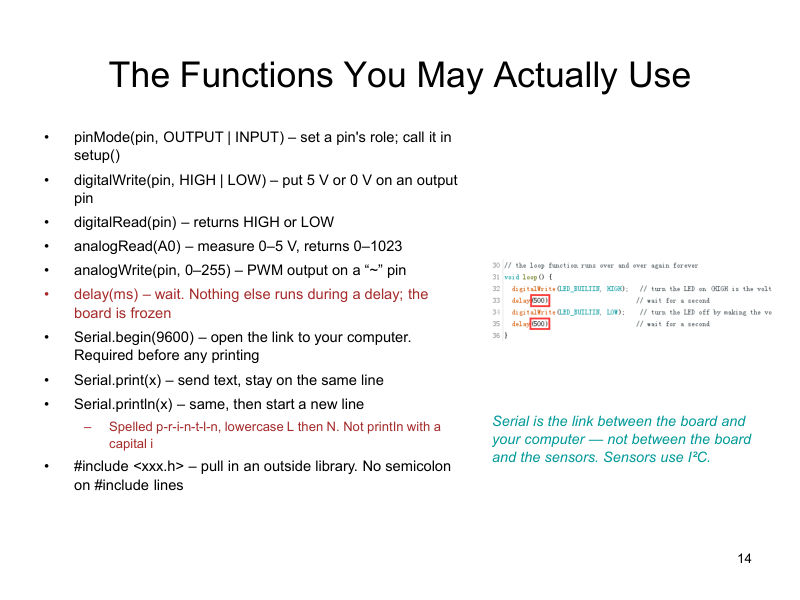 The Functions You May Actually Use
• pinMode(pin, OUTPUT | INPUT) – set a pin's role; call it in
setup()
• digitalWrite(pin, HIGH | LOW) – put 5 V or 0 V on an output
pin
• digitalRead(pin) – returns HIGH or LOW
• analogRead(A0) – measure 0–5 V, returns 0–1023
• analogWrite(pin, 0–255) – PWM output on a “~” pin
• delay(ms) – wait. Nothing else runs during a delay; the
board is frozen
• Serial.begin(9600) – open the link to your computer.
Required before any printing
• Serial.print(x) – send text, stay on the same line
• Serial.println(x) – same, then start a new line
– Spelled p-r-i-n-t-l-n, lowercase L then N. Not printIn with a
capital i
• #include <xxx.h> – pull in an outside library. No semicolon
on #include lines
30 // the loop function runs over and over again forever
31 void loop() {
32 digitalWrite(LED_BUILTIN, HIGH); // turn the LED on (HIGH is the volt
33 delay(500) // wait for a second
34 digitalWrite(LED_BUILTIN, LOW); // turn the LED off by making the vo
35 delay(500) // wait for a second
36 }
Serial is the link between the board and
your computer — not between the board
and the sensors. Sensors use I²C.
14